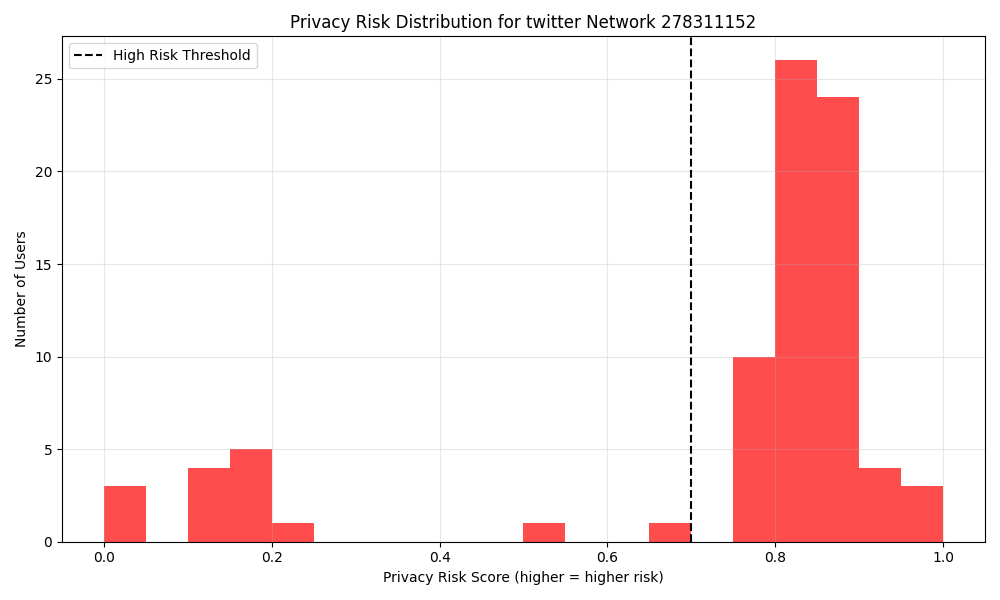 Privacy Risk Distribution for twitter Network 278311152
High Risk Threshold
25
20
15
10
5
0
Number of Users
0.0 0.2 0.4 0.6 0.8 1.0
Privacy Risk Score (higher = higher risk)